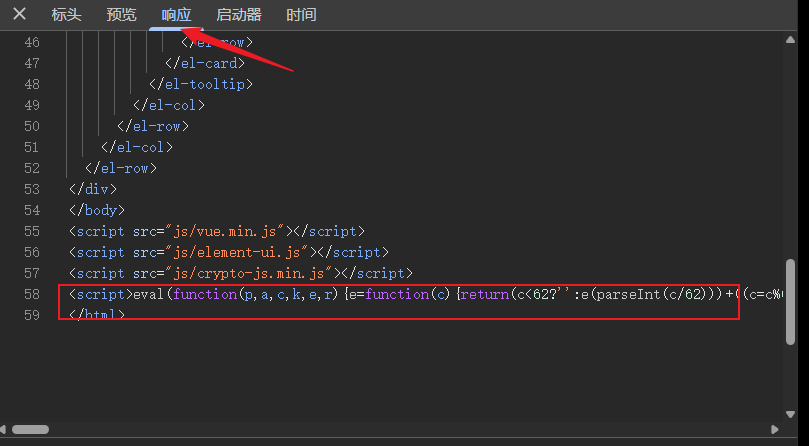 标头 预览 响应 启动器 时间
46 </el-row>
47 </el-card>
48 </el-tooltip>
49 </el-col>
50 </el-row>
51 </el-col>
52 </el-row>
53 </div>
54 </body>
55 <script src="js/vue.min.js"></script>
56 <script src="js/element-ui.js"></script>
57 <script src="js/crypto-js.min.js"></script>
58 <script>eval(function(p,a,c,k,e,r){e=function(c){return(c<62?'':e(parseInt(c/62)))+((c=c%
59 </html>